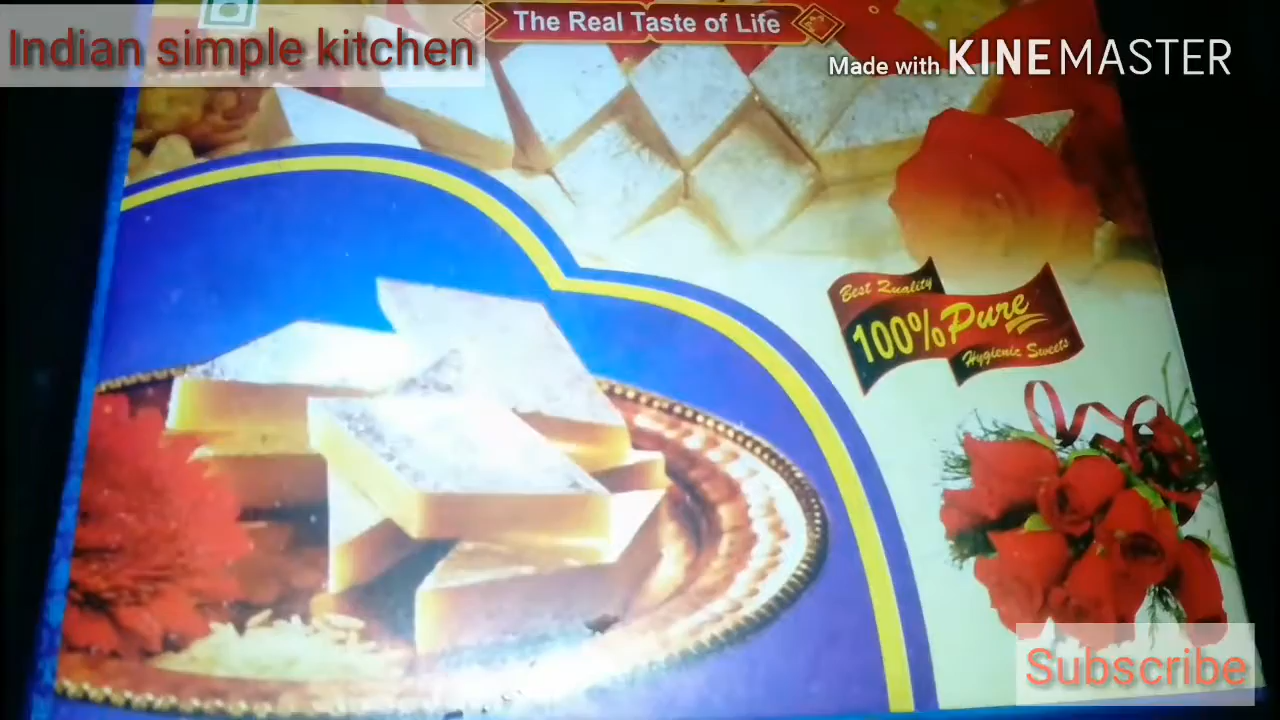 Indian simple kitchen
The Real Taste of Life
Made with KINEMASTER
Best Quality
100% Pure
Hygienic Sweets
Subscribe